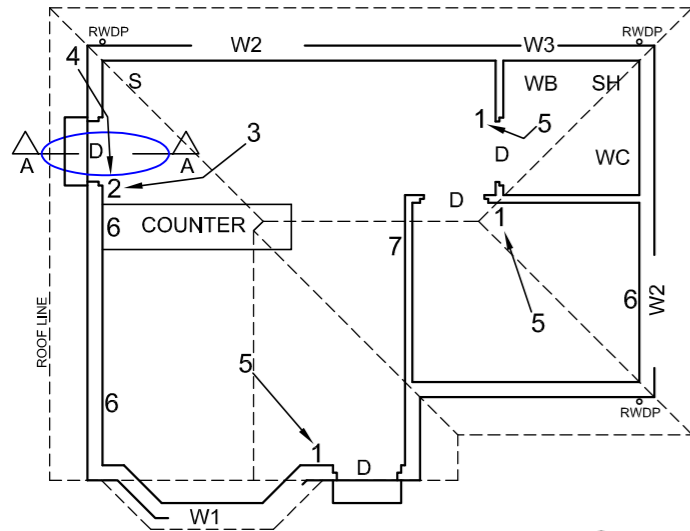 RWDP W2 W3 RWDP
4
S WB SH
1 5
3
D D WC
A A
2
D
6 COUNTER 1
7
6 W2
ROOF LINE
5
5
6
RWDP
1
D
W1